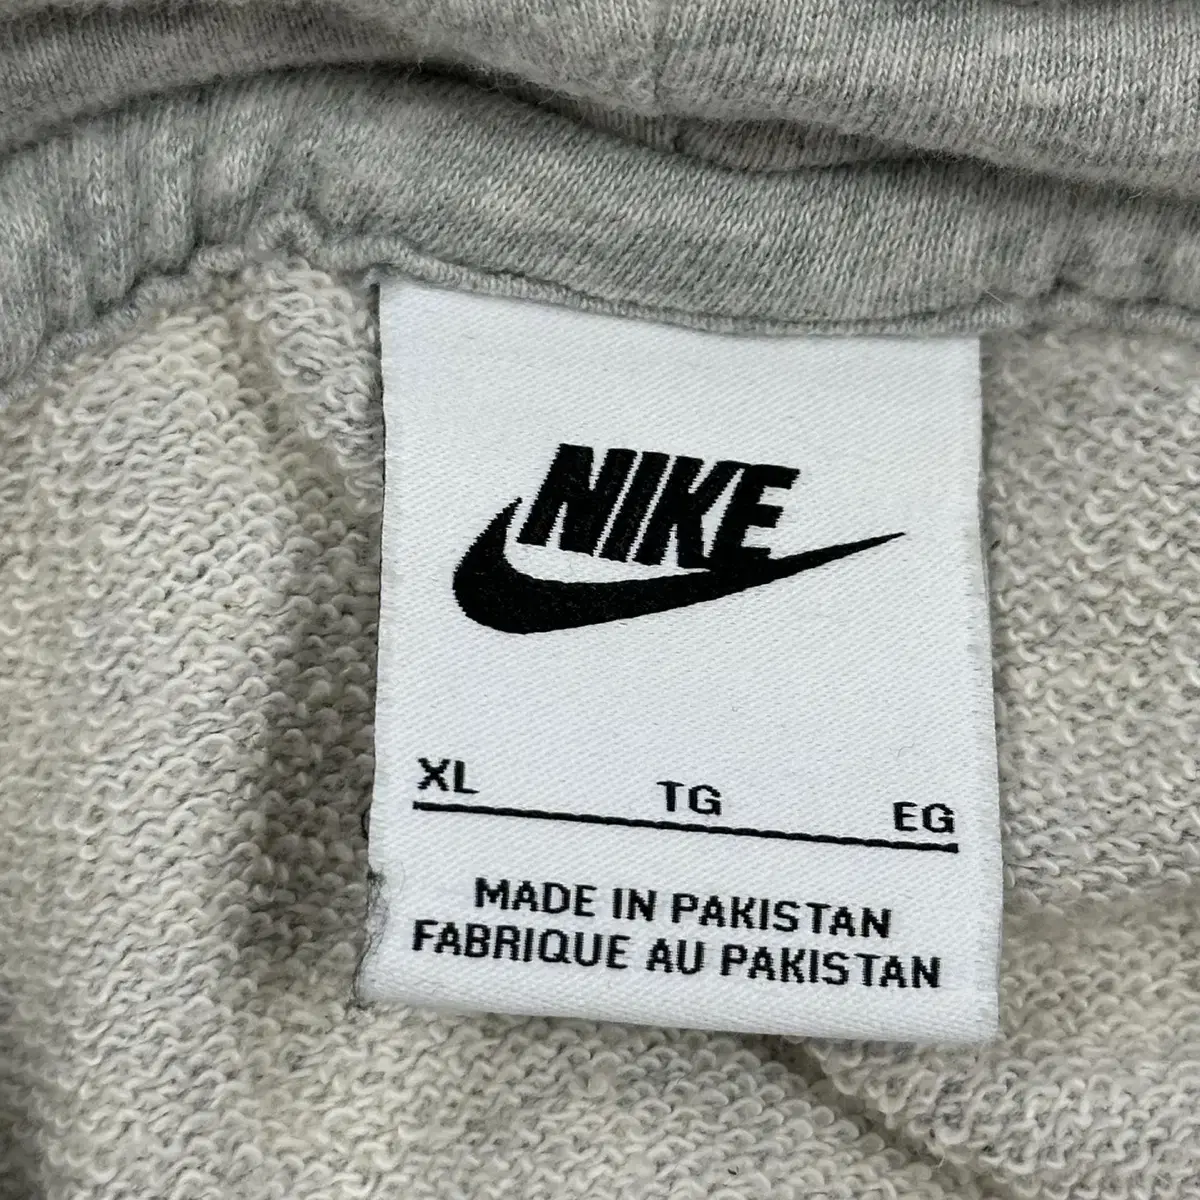 NIKE
XL TG EG
MADE IN PAKISTAN
FABRIQUE AU PAKISTAN